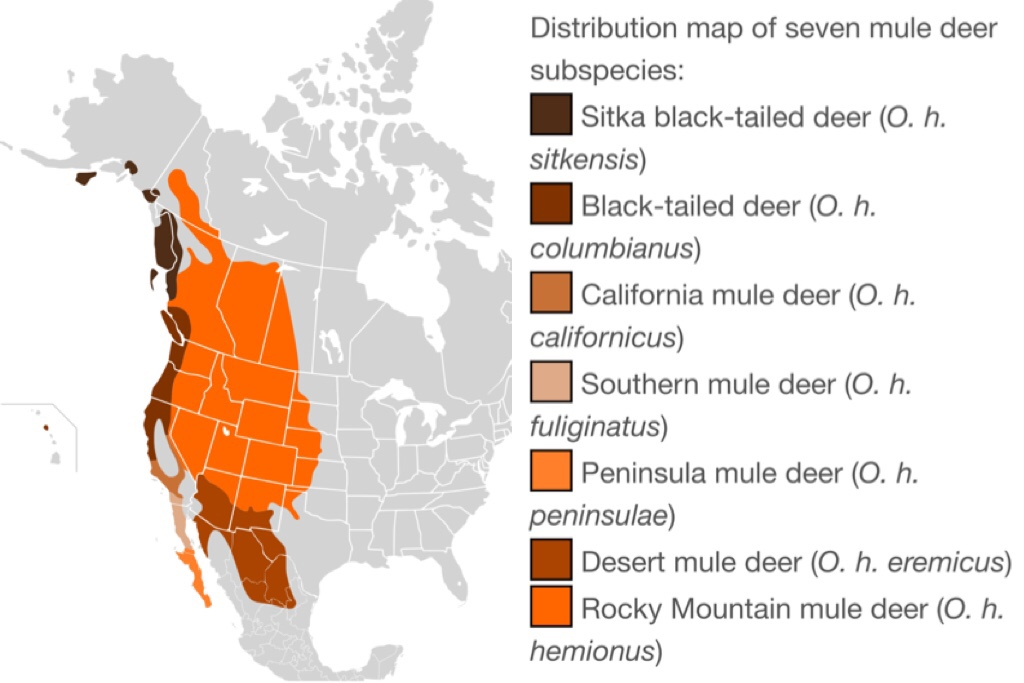 Distribution map of seven mule deer
subspecies:
Sitka black-tailed deer (O. h.
sitkensis)
Black-tailed deer (O. h.
columbianus)
California mule deer (O. h.
californicus)
Southern mule deer (O. h.
fuliginatus)
Peninsula mule deer (O. h.
peninsulae)
Desert mule deer (O. h. eremicus)
Rocky Mountain mule deer (O. h.
hemionus)